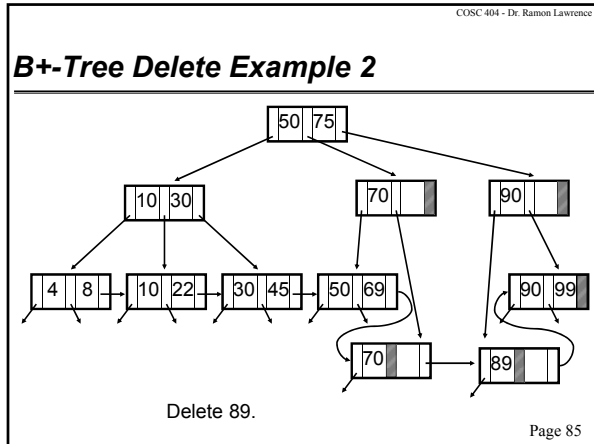 COSC 404 - Dr. Ramon Lawrence
B+-Tree Delete Example 2
50 75
10 30
70
90
4 8
10 22
30 45
50 69
90 99
70
89
Delete 89.
Page 85